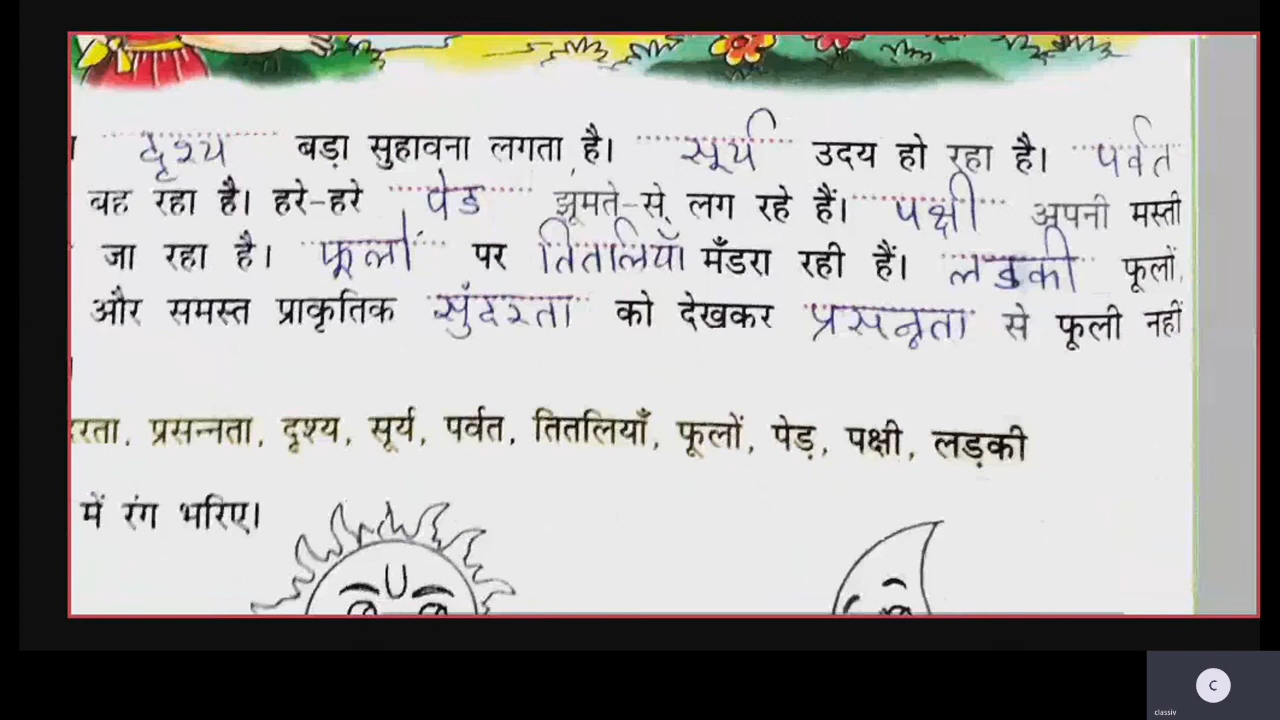 दृश्य बड़ा सुहावना लगता है। सूर्य उदय हो रहा है। पर्वत
बह रहा है। हरे-हरे पेड झूमते-से लग रहे हैं। पक्षी अपनी मस्ती
जा रहा है। फूलों पर तितलियाँ मँडरा रही हैं। लडकी फूलों,
और समस्त प्राकृतिक सुंदरता को देखकर प्रसन्नता से फूली नहीं
रता, प्रसन्नता, दृश्य, सूर्य, पर्वत, तितलियाँ, फूलों, पेड़, पक्षी, लड़की
में रंग भरिए।
C
classiv